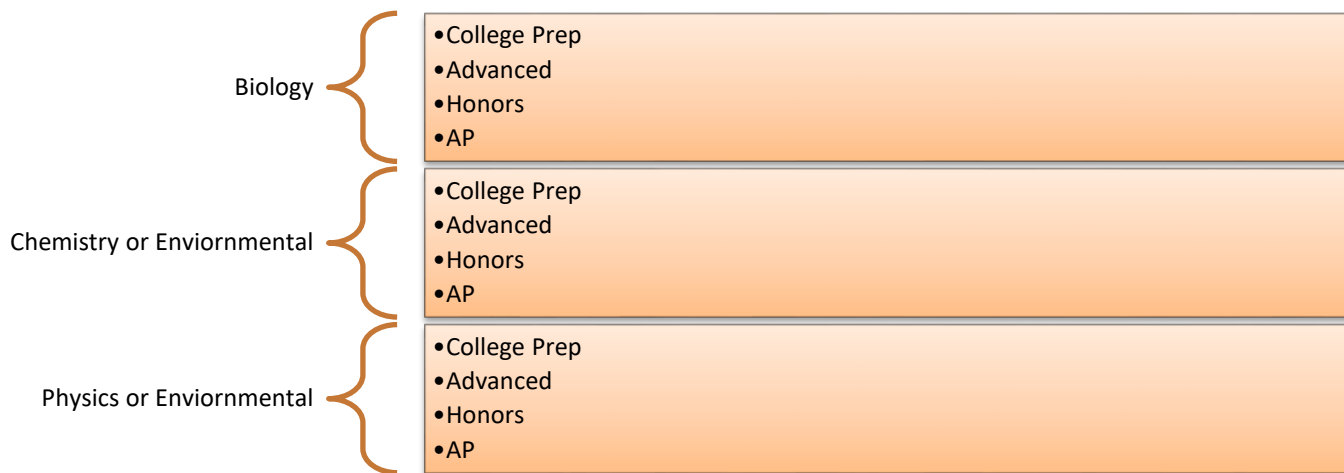 Biology
•College Prep
•Advanced
•Honors
•AP
Chemistry or Enviornmental
•College Prep
•Advanced
•Honors
•AP
Physics or Enviornmental
•College Prep
•Advanced
•Honors
•AP